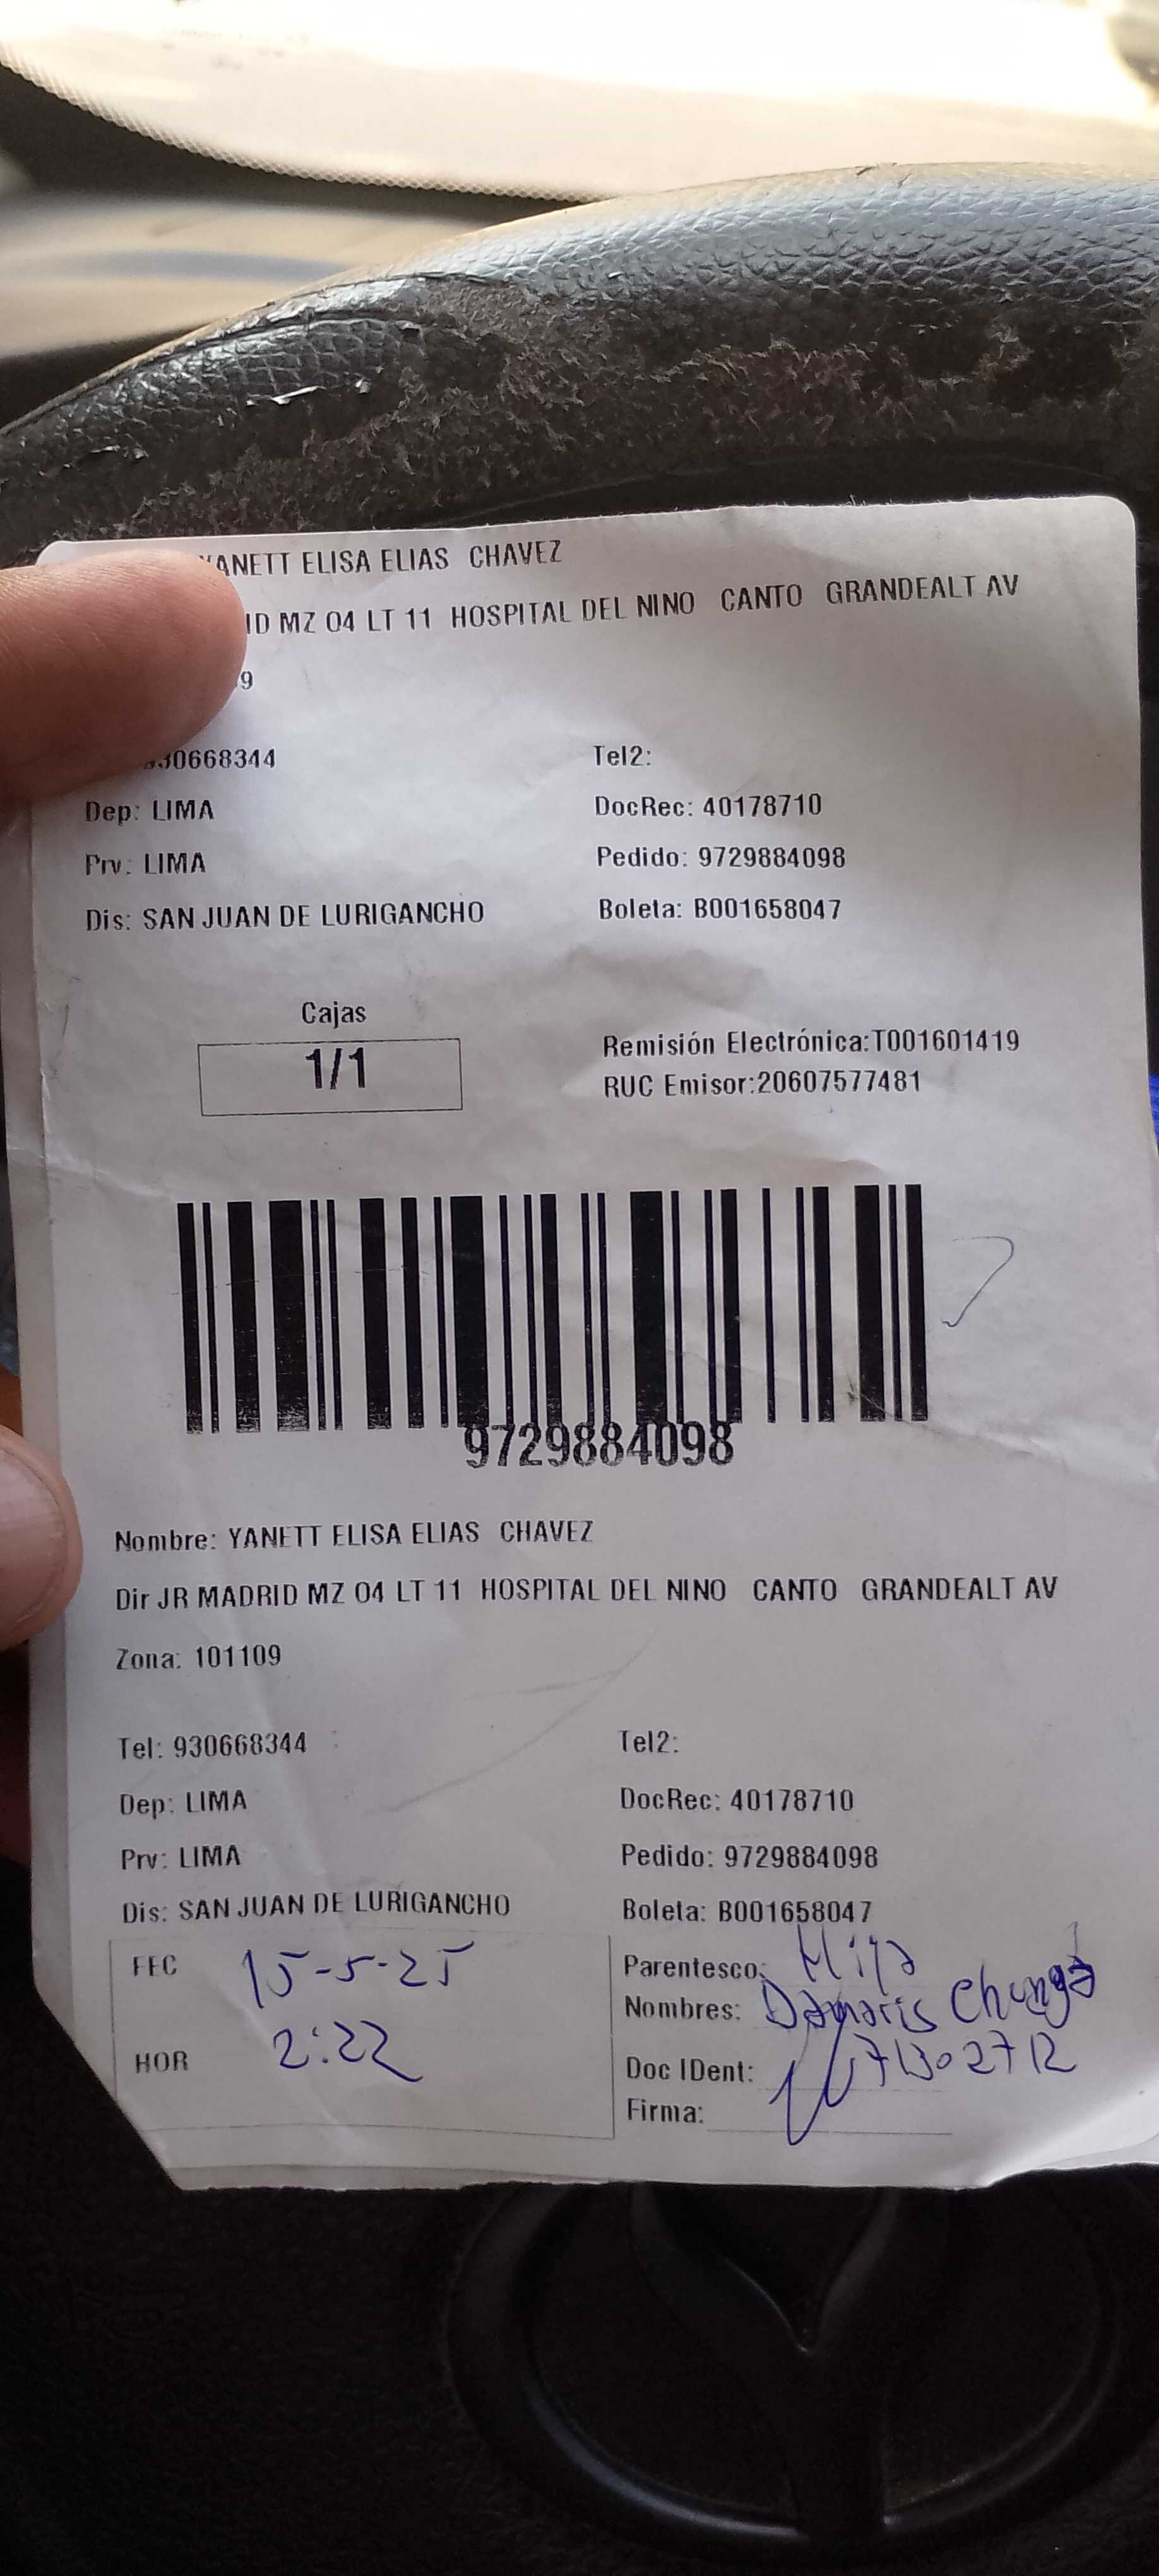 YANETT ELISA ELIAS CHAVEZ
ID MZ 04 LT 11 HOSPITAL DEL NINO CANTO GRANDEALT AV
9
30668344 Tel2:
Dep: LIMA DocRec: 40178710
Prv: LIMA Pedido: 9729884098
Dis: SAN JUAN DE LURIGANCHO Boleta: B001658047
Cajas
1/1
Remisión Electrónica:T001601419
RUC Emisor:20607577481
9729884098
Nombre: YANETT ELISA ELIAS CHAVEZ
Dir JR MADRID MZ 04 LT 11 HOSPITAL DEL NINO CANTO GRANDEALT AV
Zona: 101109
Tel: 930668344 Tel2:
Dep: LIMA DocRec: 40178710
Prv: LIMA Pedido: 9729884098
Dis: SAN JUAN DE LURIGANCHO Boleta: B001658047
FEC 15-5-25 Parentesco: Hija
Nombres: Damaris Chunga
HOR 2:22 Doc IDent:
Firma: